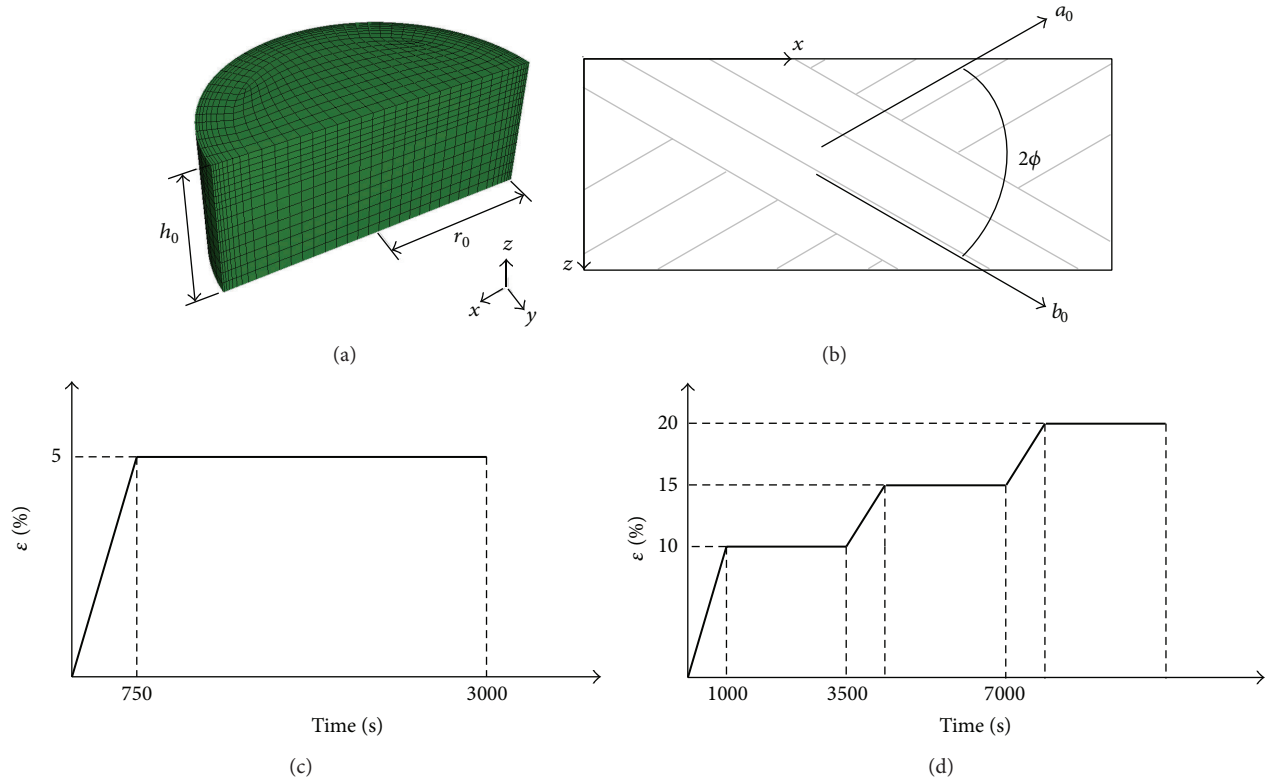 h₀
r₀
z
x
y
(a)
a₀
x
2ϕ
z
b₀
(b)
5
ε (%)
750
3000
Time (s)
(c)
20
15
10
ε (%)
1000
3500
7000
Time (s)
(d)